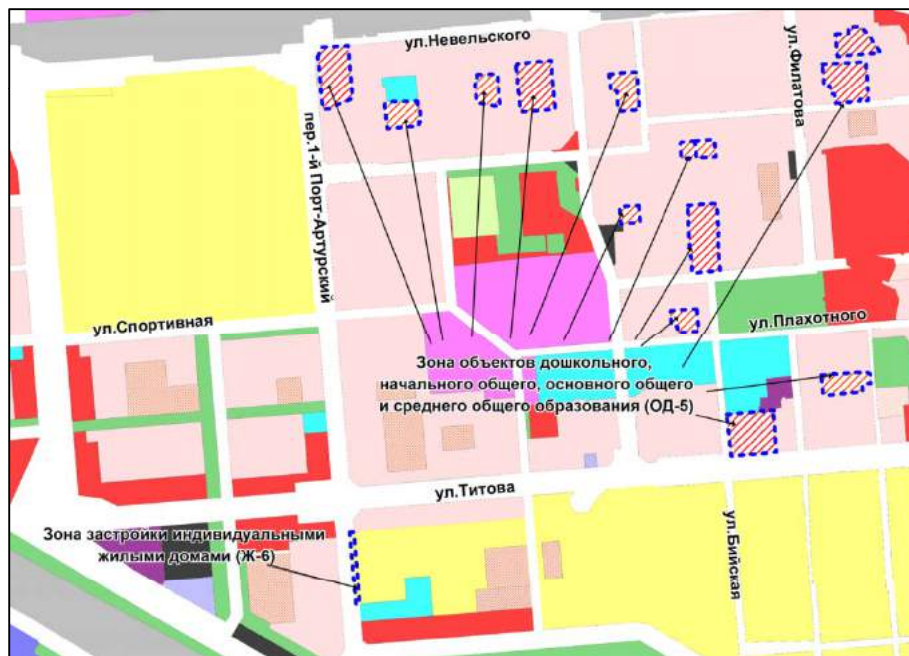 ул.Невельского
ул.Филатова
пер.1-й Порт-Артурский
ул.Спортивная
ул.Плахотного
Зона объектов дошкольного,
начального общего, основного общего
и среднего общего образования (ОД-5)
ул.Титова
Зона застройки индивидуальными
жилыми домами (Ж-6)
ул.Бийская